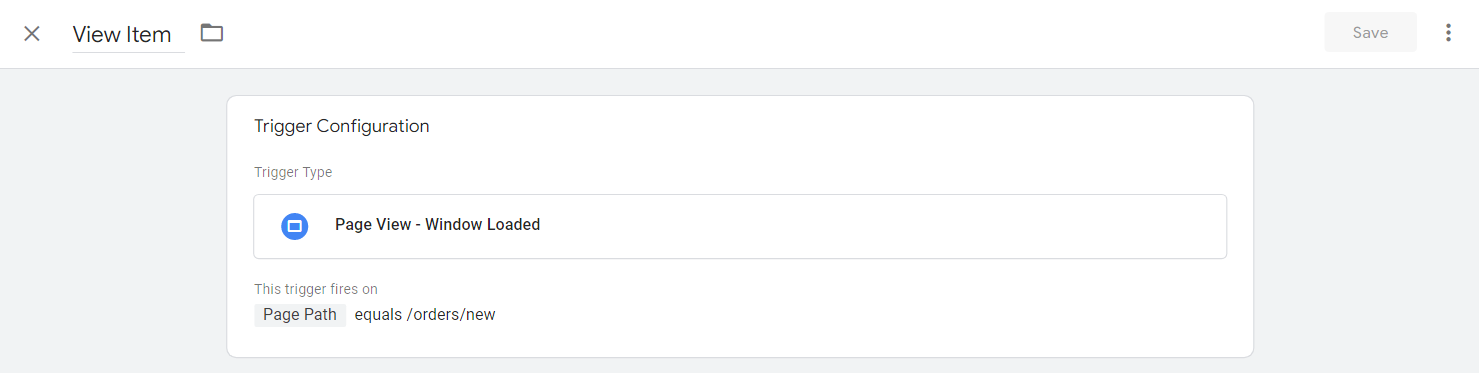 View Item
Save
Trigger Configuration
Trigger Type
Page View - Window Loaded
This trigger fires on
Page Path equals /orders/new